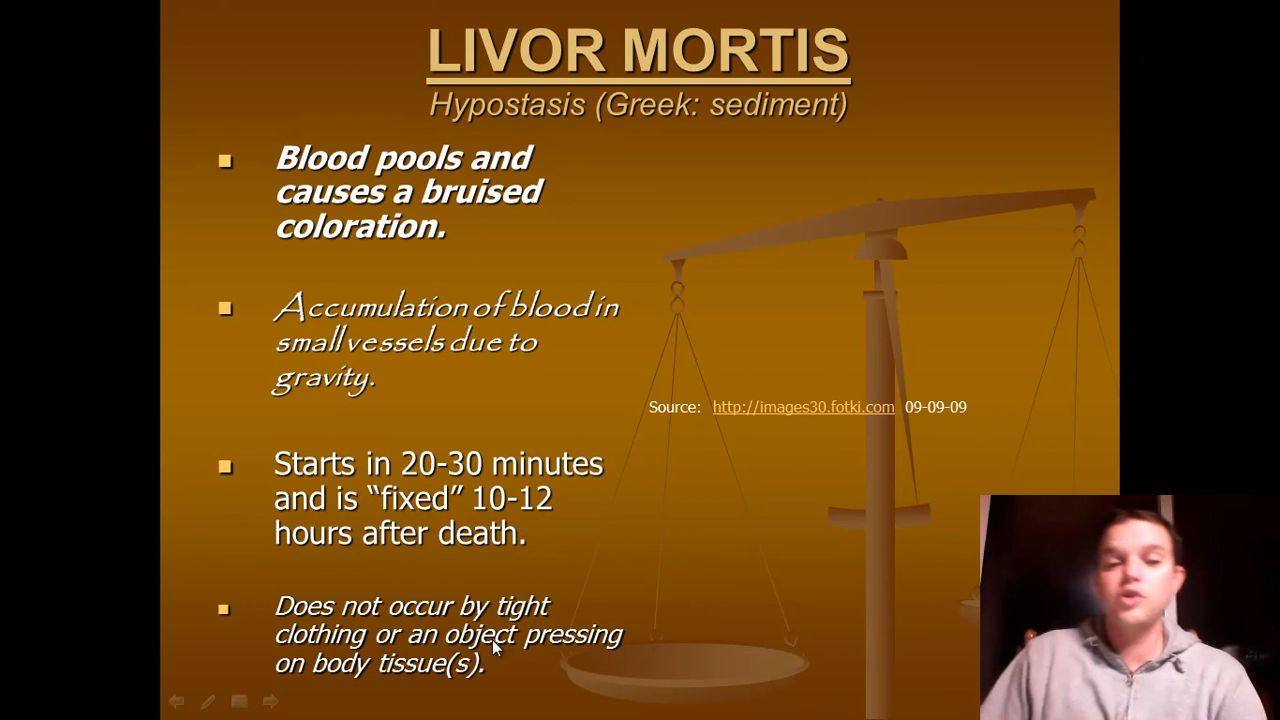 LIVOR MORTIS
Hypostasis (Greek: sediment)
Blood pools and
causes a bruised
coloration.
Accumulation of blood in
small vessels due to
gravity.
Source: http://images30.fotki.com 09-09-09
Starts in 20-30 minutes
and is “fixed” 10-12
hours after death.
Does not occur by tight
clothing or an object pressing
on body tissue(s).